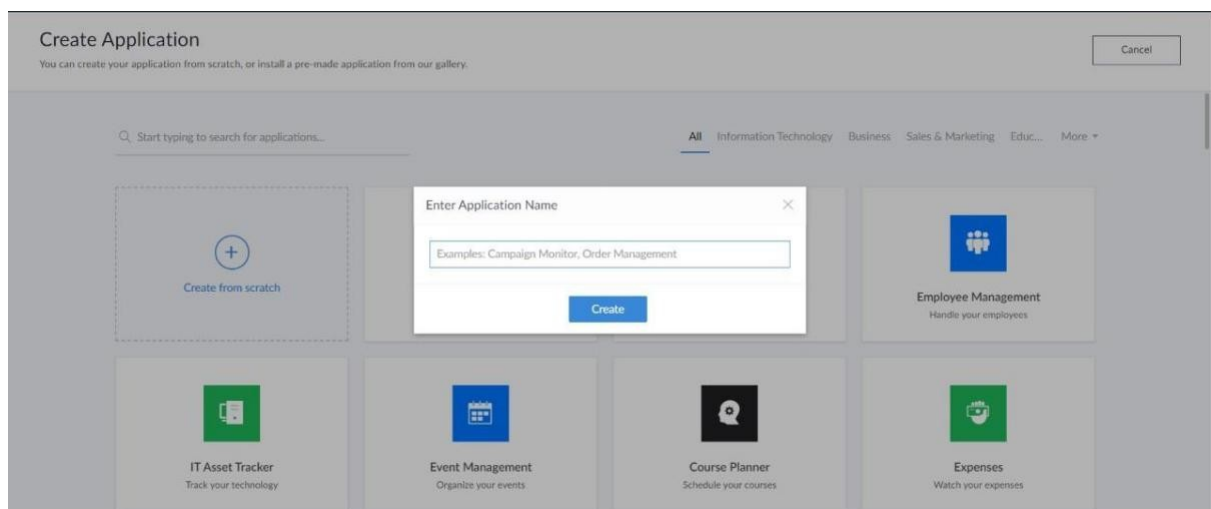 Create Application
Cancel
You can create your application from scratch, or install a pre-made application from our gallery.
Start typing to search for applications...
All Information Technology Business Sales & Marketing Educ... More
Enter Application Name
Examples: Campaign Monitor, Order Management
Create from scratch
Create
Employee Management
Handle your employees
IT Asset Tracker
Track your technology
Event Management
Organize your events
Course Planner
Schedule your courses
Expenses
Watch your expenses